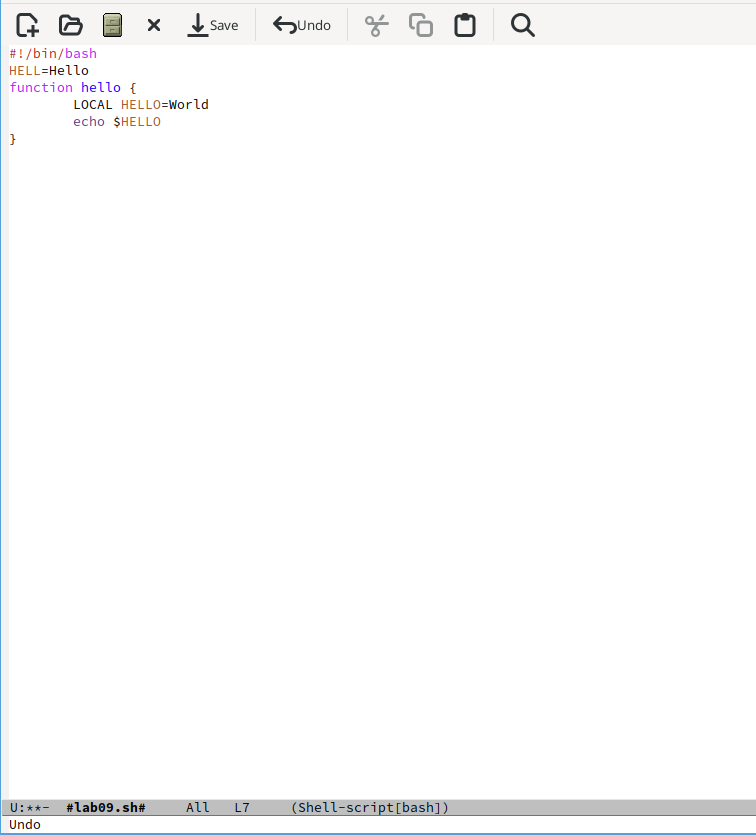 Save Undo
#!/bin/bash
HELL=Hello
function hello {
        LOCAL HELLO=World
        echo $HELLO
}
U:**-  #lab09.sh#     All   L7     (Shell-script[bash])
Undo